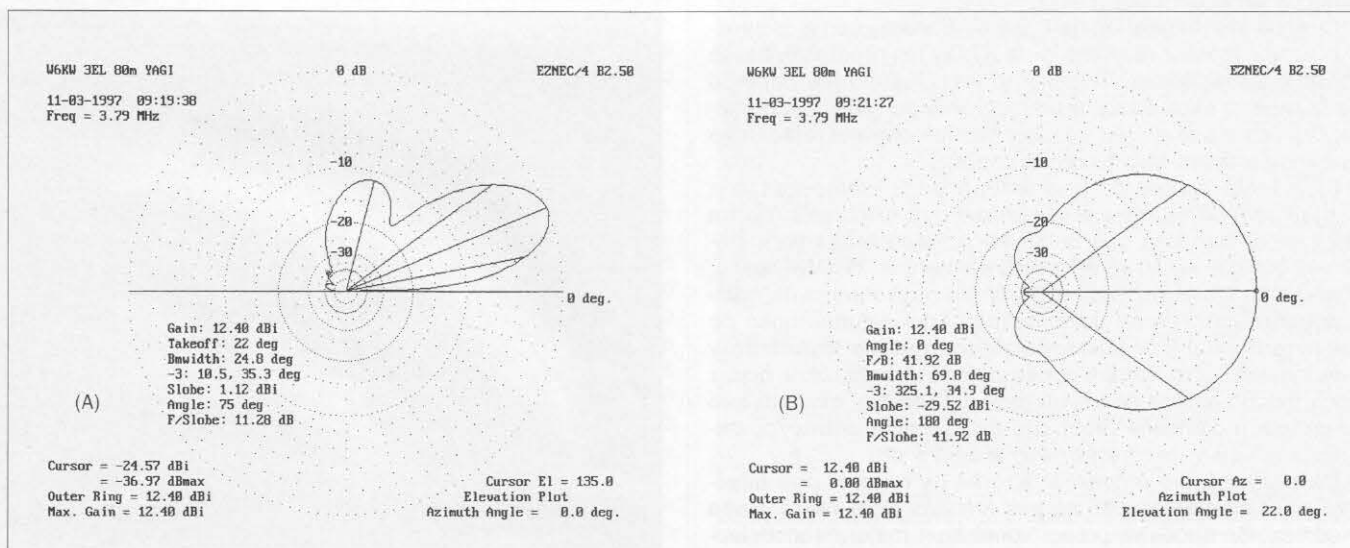 W6KW 3EL 80m YAGI
0 dB
EZNEC/4 B2.50
11-03-1997 09:19:38
Freq = 3.79 MHz
-10
-20
-30
0 deg.
Gain: 12.40 dBi
Takeoff: 22 deg
Bmwidth: 24.8 deg
-3: 10.5, 35.3 deg
Slobe: 1.12 dBi
Angle: 75 deg
F/Slobe: 11.28 dB
(A)
Cursor = -24.57 dBi
= -36.97 dBmax
Outer Ring = 12.40 dBi
Max. Gain = 12.40 dBi
Cursor El = 135.0
Elevation Plot
Azimuth Angle = 0.0 deg.
W6KW 3EL 80m YAGI
0 dB
EZNEC/4 B2.50
11-03-1997 09:21:27
Freq = 3.79 MHz
-10
-20
-30
0 deg.
Gain: 12.40 dBi
Angle: 0 deg
F/B: 41.92 dB
Bmwidth: 69.8 deg
-3: 325.1, 34.9 deg
Slobe: -29.52 dBi
Angle: 180 deg
F/Slobe: 41.92 dB
(B)
Cursor = 12.40 dBi
= 0.00 dBmax
Outer Ring = 12.40 dBi
Max. Gain = 12.40 dBi
Cursor Az = 0.0
Azimuth Plot
Elevation Angle = 22.0 deg.